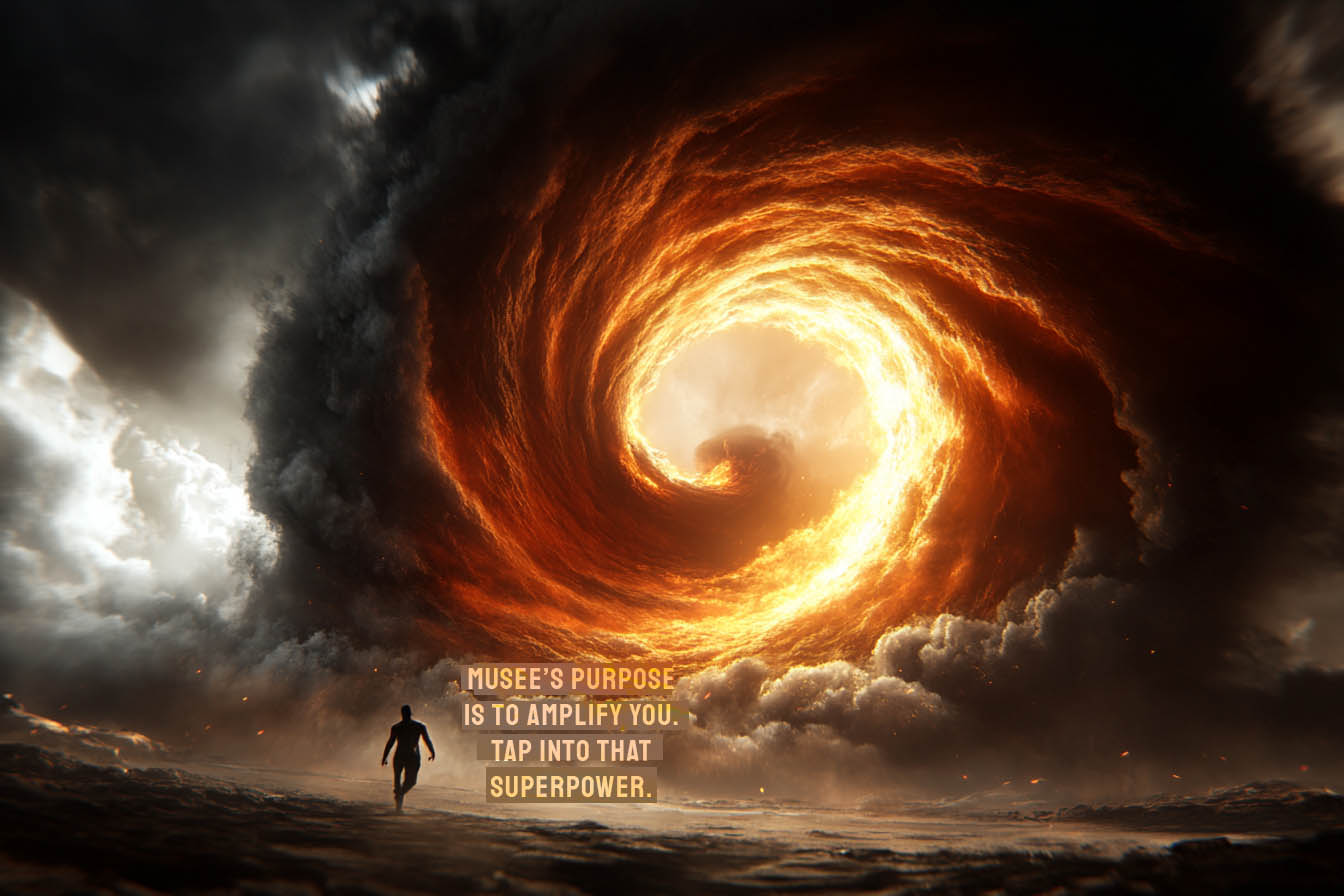 MUSEE'S PURPOSE
IS TO AMPLIFY YOU.
TAP INTO THAT
SUPERPOWER.